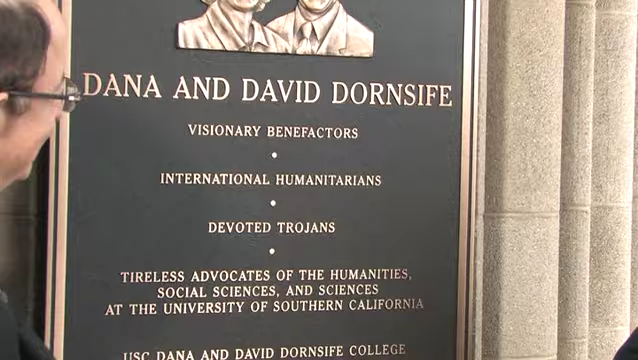 DANA AND DAVID DORNSIFE
VISIONARY BENEFACTORS
INTERNATIONAL HUMANITARIANS
DEVOTED TROJANS
TIRELESS ADVOCATES OF THE HUMANITIES,
SOCIAL SCIENCES, AND SCIENCES
AT THE UNIVERSITY OF SOUTHERN CALIFORNIA
USC DANA AND DAVID DORNSIFE COLLEGE